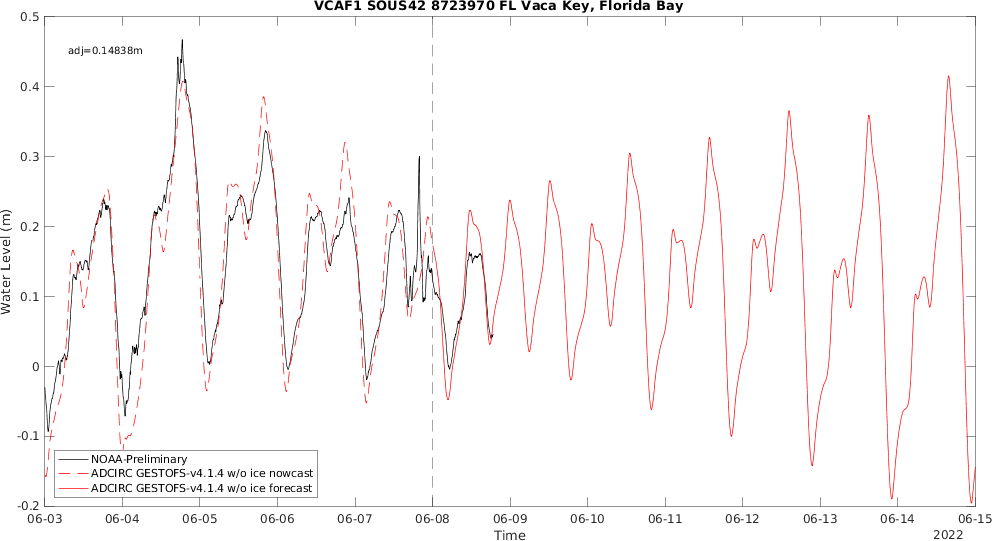 VCAF1 SOUS42 8723970 FL Vaca Key, Florida Bay
adj=0.14838m
0.5
0.4
0.3
0.2
0.1
0
-0.1
-0.2
Water Level (m)
NOAA-Preliminary
ADCIRC GESTOFS-v4.1.4 w/o ice nowcast
ADCIRC GESTOFS-v4.1.4 w/o ice forecast
06-03 06-04 06-05 06-06 06-07 06-08 06-09 06-10 06-11 06-12 06-13 06-14 06-15
Time
2022